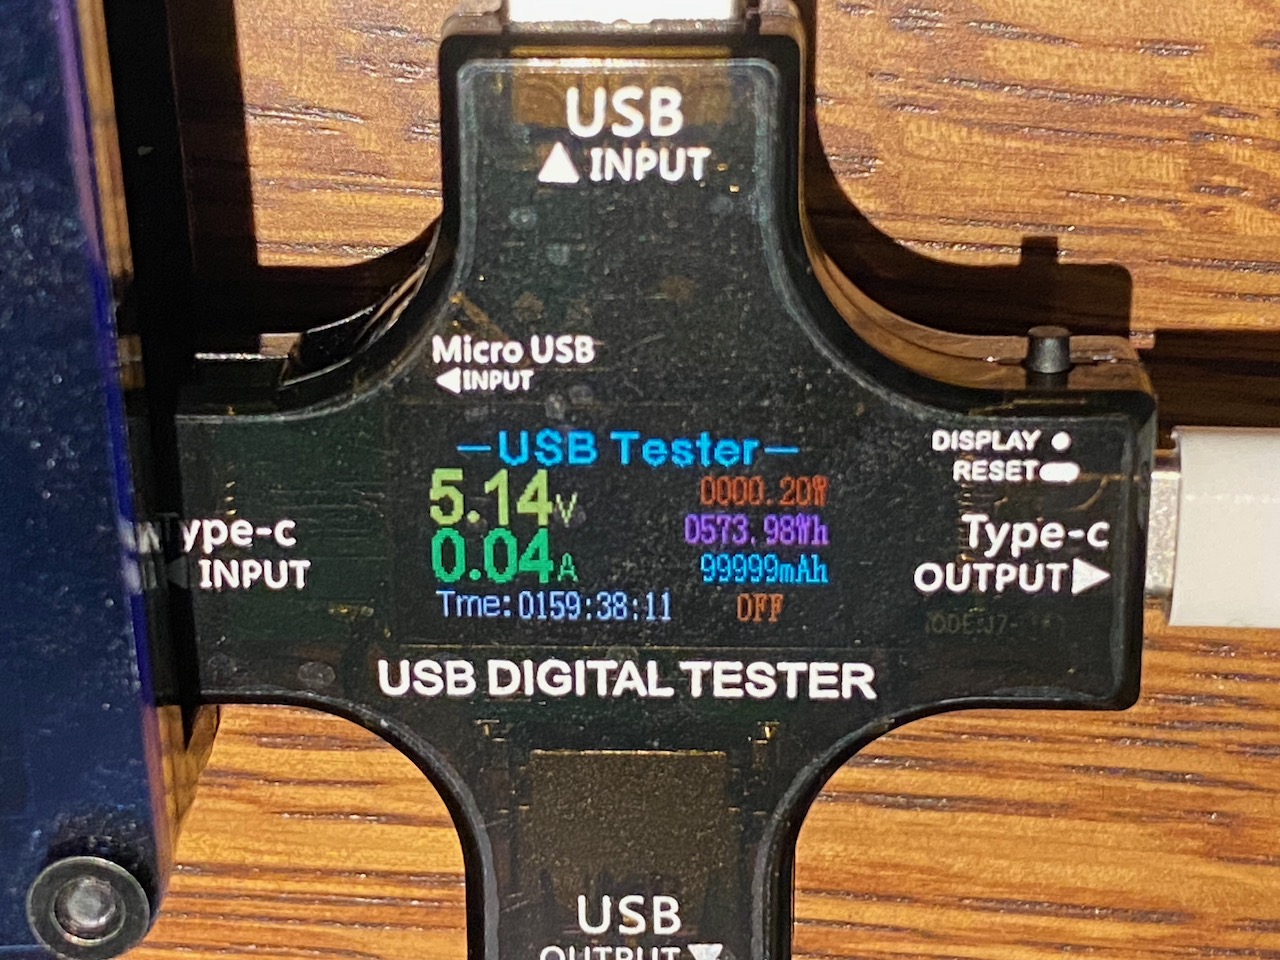 USB
▲ INPUT
Micro USB
◀INPUT
—USB Tester—
5.14V
0000.20W
0.04A
0573.98Wh
99999mAh
Tme:0159:38:11
OFF
DISPLAY ●
RESET
Type-c
OUTPUT▶
ype-c
◀ INPUT
USB DIGITAL TESTER
USB
OUTPUT▼